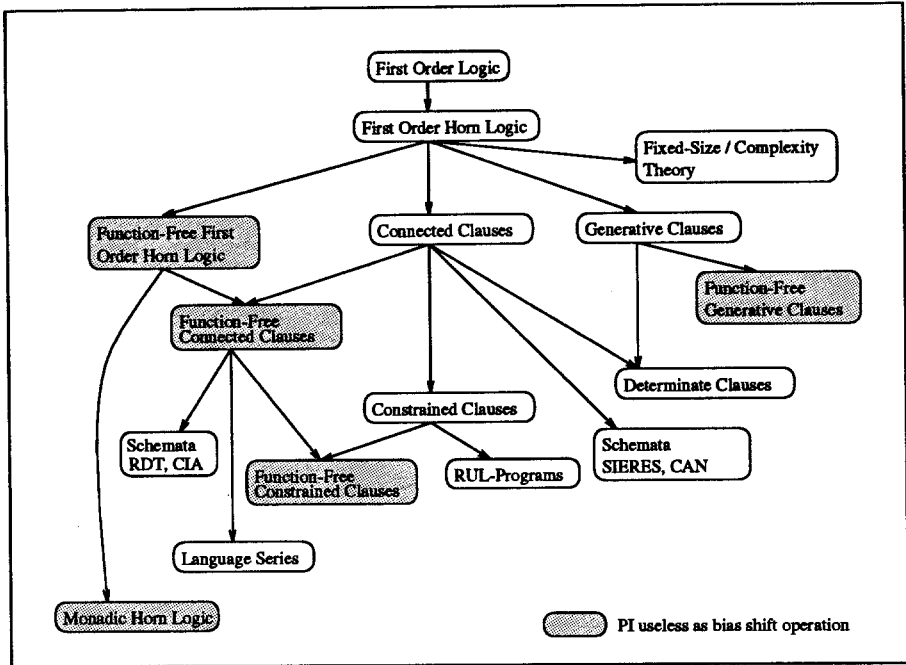 First Order Logic
First Order Horn Logic
Fixed-Size / Complexity
Theory
Function-Free First
Order Horn Logic
Connected Clauses
Generative Clauses
Function-Free
Generative Clauses
Function-Free
Connected Clauses
Determinate Clauses
Constrained Clauses
Schemata
RDT, CIA
Function-Free
Constrained Clauses
RUL-Programs
Schemata
SIERES, CAN
Language Series
Monadic Horn Logic
PI useless as bias shift operation